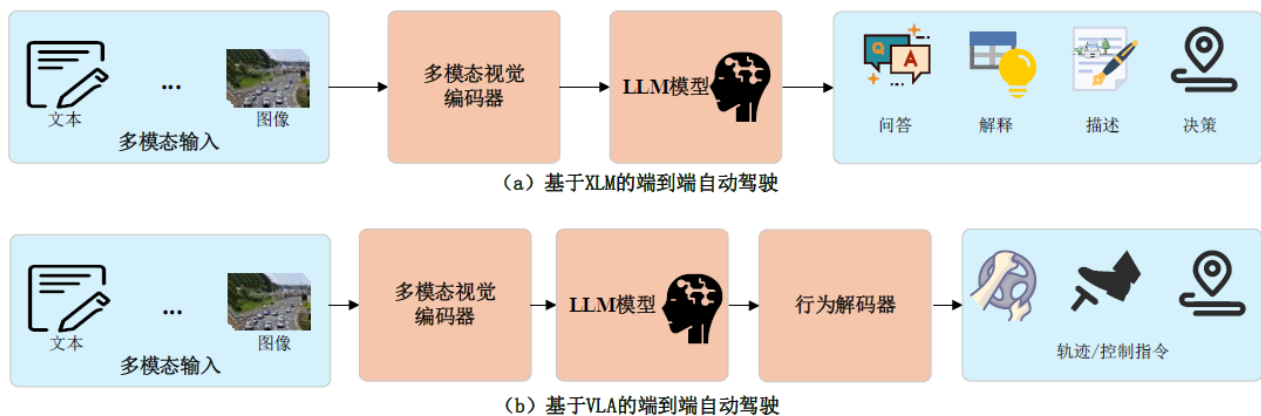 文本
...
图像
多模态输入
多模态视觉
编码器
LLM模型
Q
A
问答
解释
描述
决策
（a）基于XLM的端到端自动驾驶
文本
...
图像
多模态输入
多模态视觉
编码器
LLM模型
行为解码器
轨迹/控制指令
（b）基于VLA的端到端自动驾驶